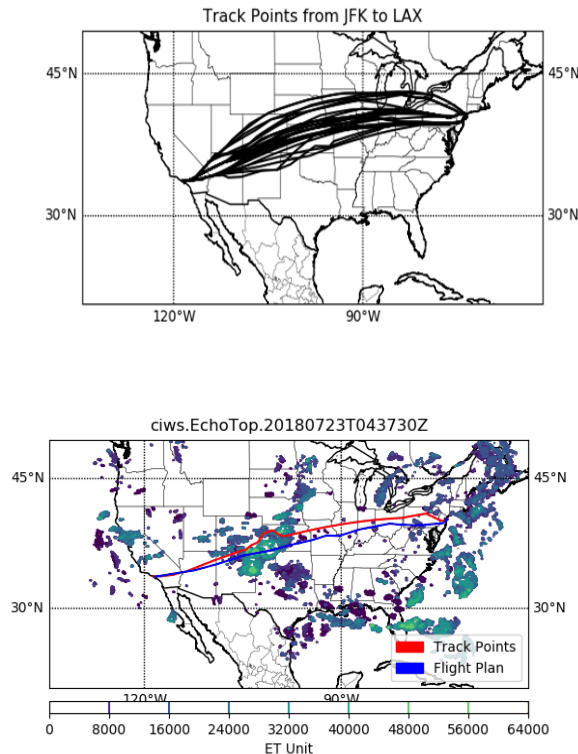 Track Points from JFK to LAX
45°N 45°N
30°N 30°N
120°W 90°W
ciws.EchoTop.20180723T043730Z
45°N 45°N
30°N 30°N
Track Points
Flight Plan
120°W 90°W
0 8000 16000 24000 32000 40000 48000 56000 64000
ET Unit